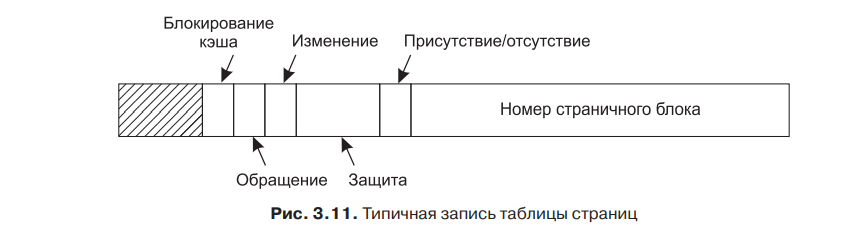 Блокирование
кэша
Изменение
Присутствие/отсутствие
Номер страничного блока
Обращение
Защита
Рис. 3.11. Типичная запись таблицы страниц